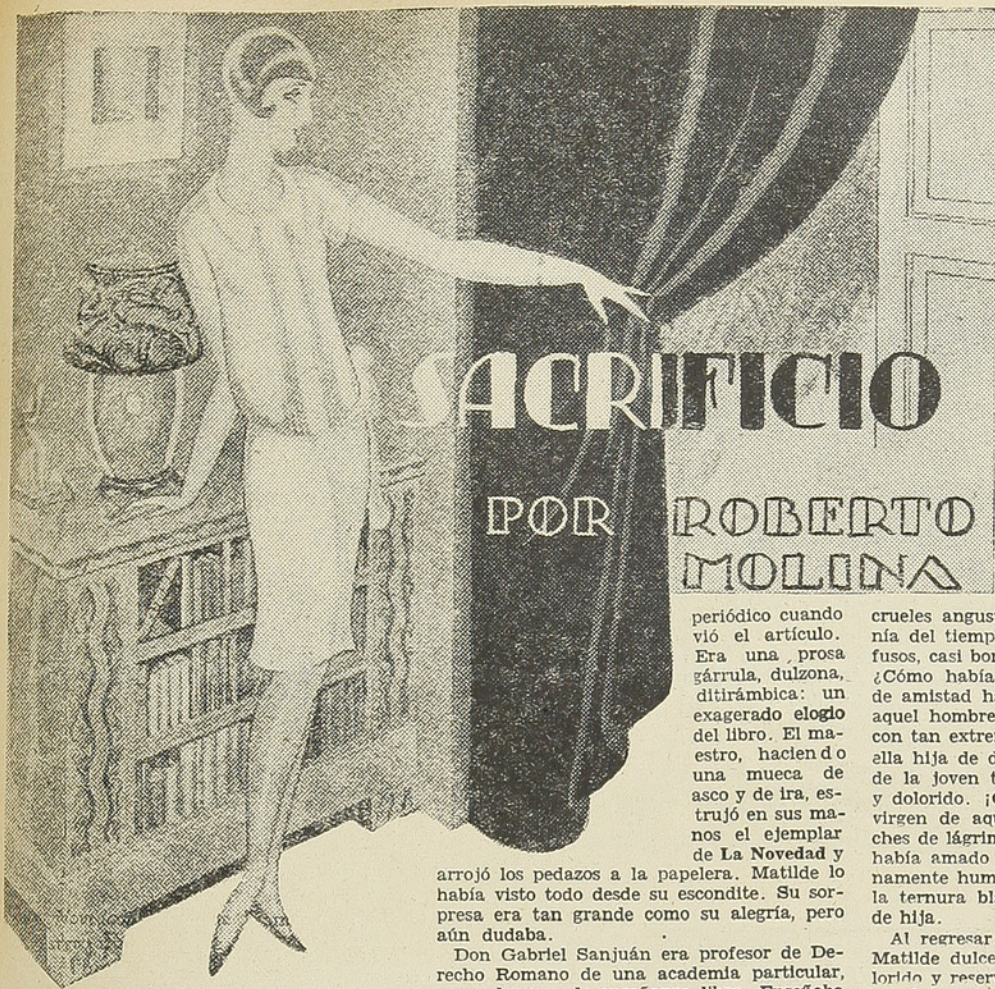 SACRIFICIO
POR ROBERTO
MOLINA
periódico cuando
vió el artículo.
Era una prosa
gárrula, dulzona,
ditirámbica: un
exagerado elogio
del libro. El ma-
estro, haciendo
una mueca de
asco y de ira, es-
trujó en sus ma-
nos el ejemplar
de La Novedad y
arrojó los pedazos a la papelera. Matilde lo
había visto todo desde su escondite. Su sor-
presa era tan grande como su alegría, pero
aún dudaba.
Don Gabriel Sanjuán era profesor de De-
recho Romano de una academia particular,
crueles angus
nía del tiemp
fusos, casi bor
¿Cómo había
de amistad h
aquel hombre
con tan extre
ella hija de d
de la joven t
y dolorido. ¡
virgen de aq
ches de lágrim
había amado
namente hum
la ternura bl
de hija.
Al regresar
Matilde dulce
lorido y reser